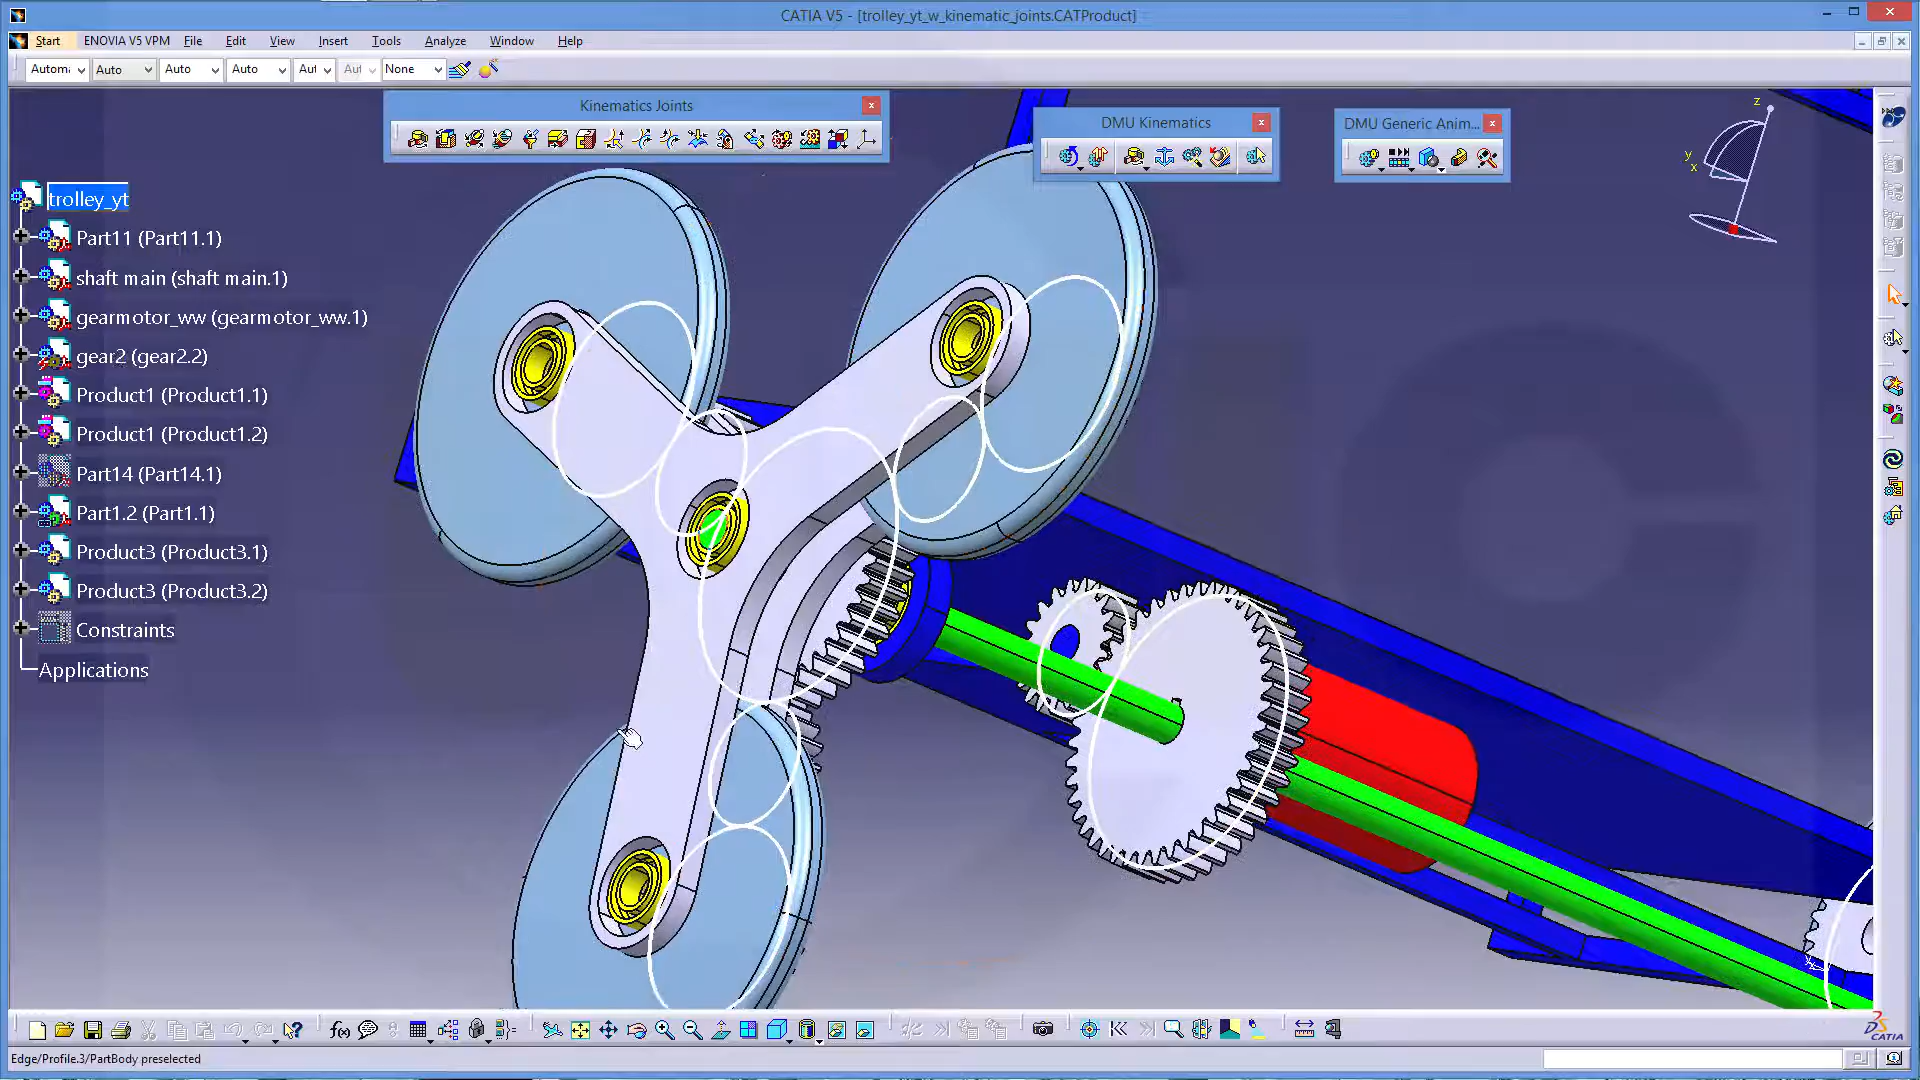 CATIA V5 - [trolley_yt_w_kinematic_joints.CATProduct]
Start ENOVIA V5 VPM File Edit View Insert Tools Analyze Window Help
Auto Auto Auto Aut Aut None
Kinematics Joints
DMU Kinematics
DMU Generic Anim...
z
y
x
trolley_yt
Part11 (Part11.1)
shaft main (shaft main.1)
gearmotor_ww (gearmotor_ww.1)
gear2 (gear2.2)
Product1 (Product1.1)
Product1 (Product1.2)
Part14 (Part14.1)
Part1.2 (Part1.1)
Product3 (Product3.1)
Product3 (Product3.2)
Constraints
Applications
f(x)
CATIA
Edge/Profile.3/PartBody preselected